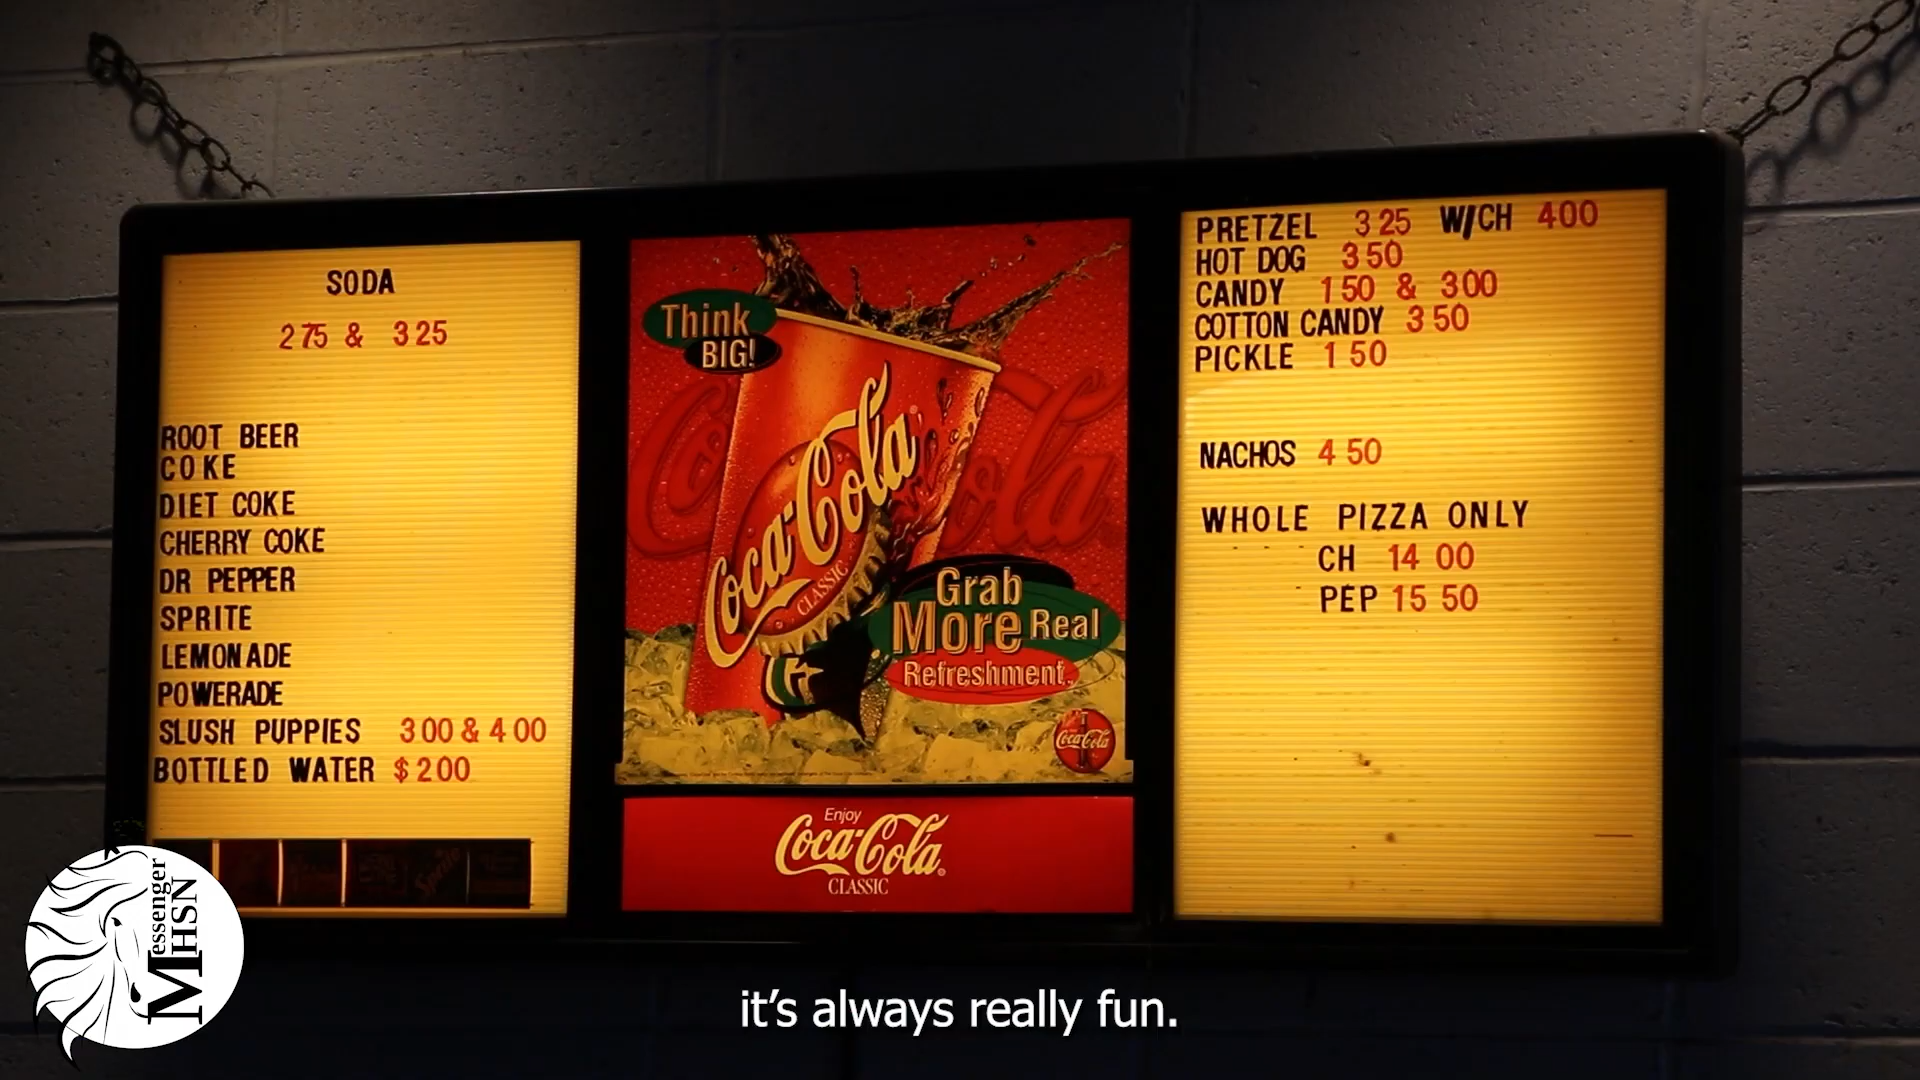 SODA
275 & 325
ROOT BEER
COKE
DIET COKE
CHERRY COKE
DR PEPPER
SPRITE
LEMONADE
POWERADE
SLUSH PUPPIES 300 & 400
BOTTLED WATER $200
Think
BIG!
Coca-Cola
CLASSIC
Grab
More Real
Refreshment
Coca-Cola
Enjoy
Coca-Cola
CLASSIC
PRETZEL 325 W/CH 400
HOT DOG 350
CANDY 150 & 300
COTTON CANDY 350
PICKLE 150
NACHOS 450
WHOLE PIZZA ONLY
CH 14 00
PEP 15 50
Messenger
MHSN
it's always really fun.